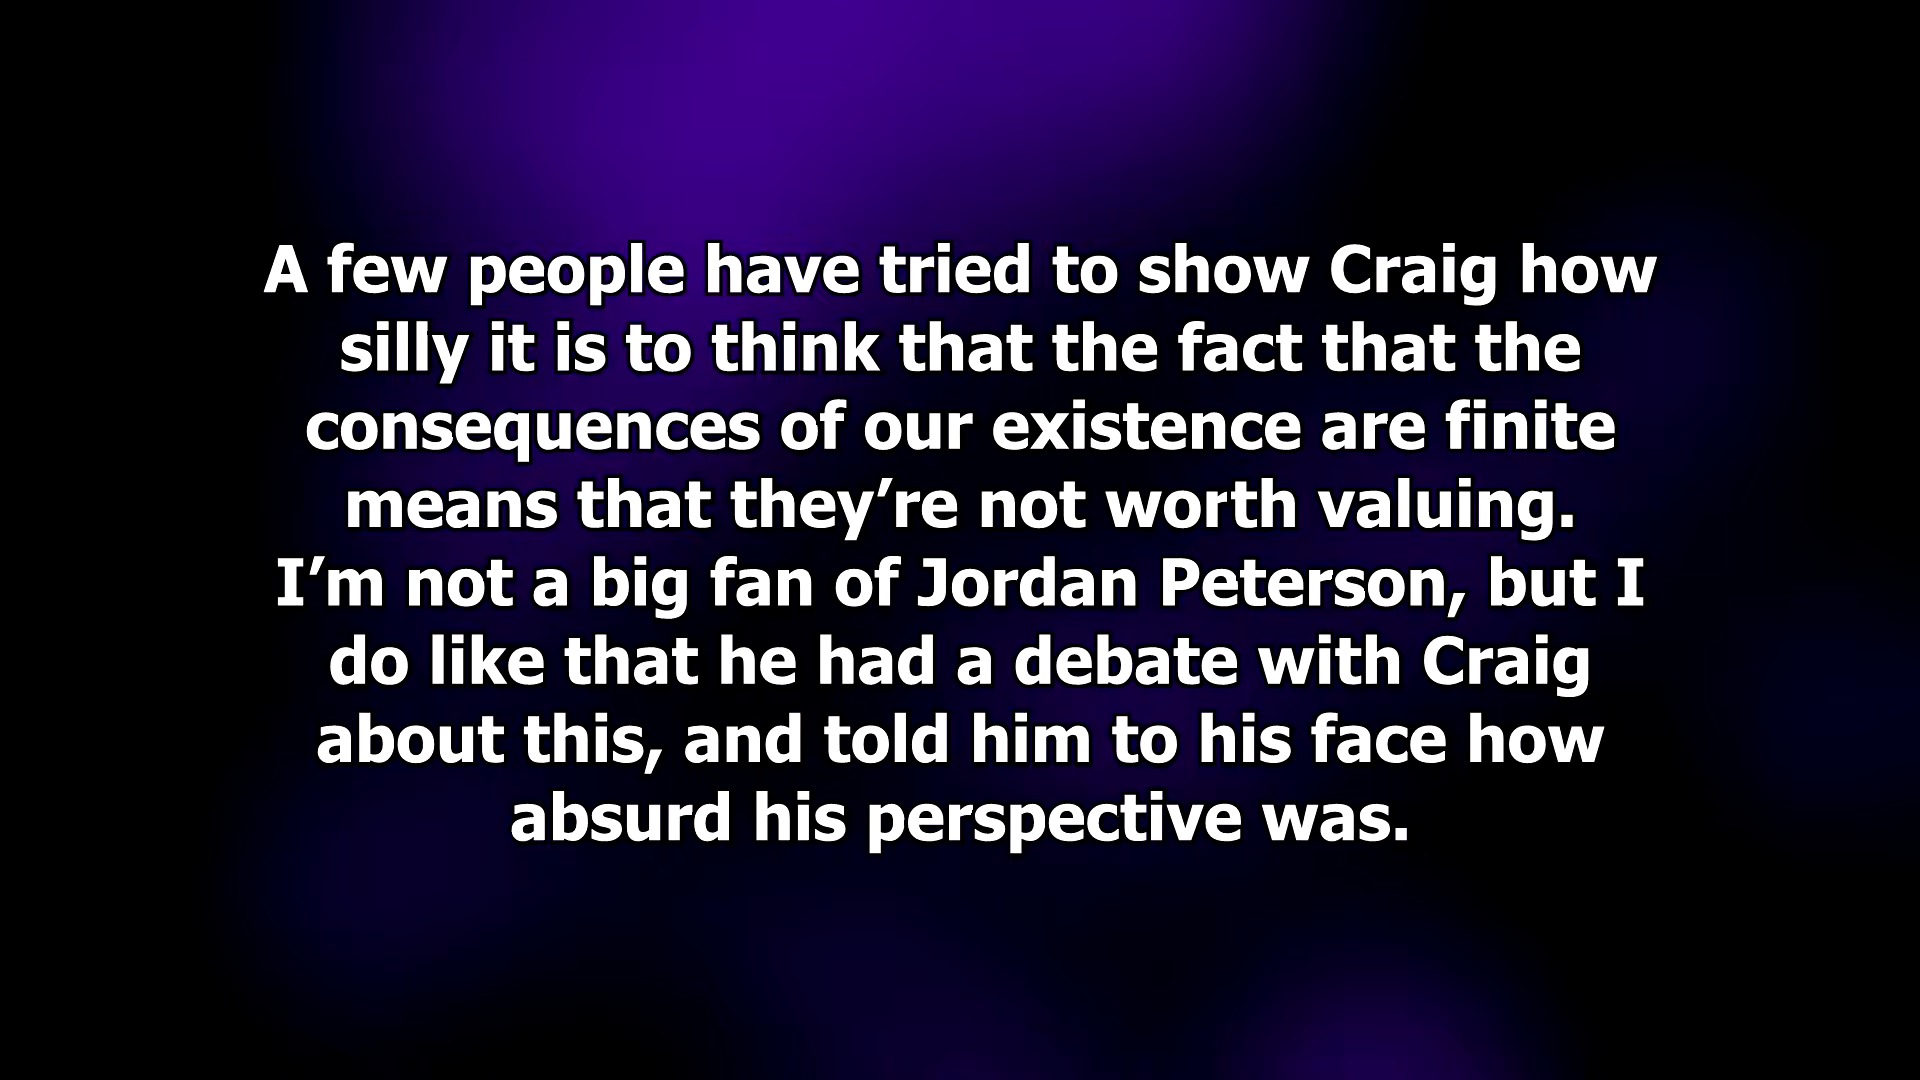 A few people have tried to show Craig how
silly it is to think that the fact that the
consequences of our existence are finite
means that they’re not worth valuing.
I’m not a big fan of Jordan Peterson, but I
do like that he had a debate with Craig
about this, and told him to his face how
absurd his perspective was.